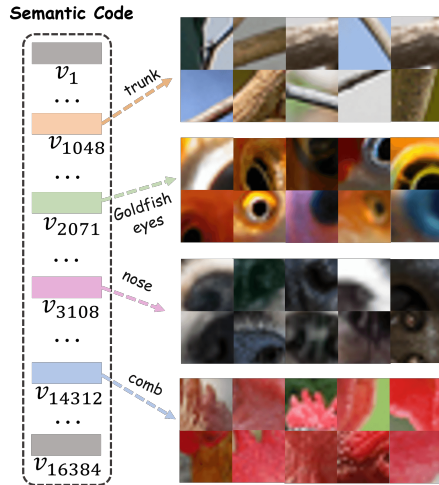 Semantic Code
v1
...
v1048
trunk
...
v2071
Goldfish
eyes
...
v3108
nose
...
v14312
comb
...
v16384